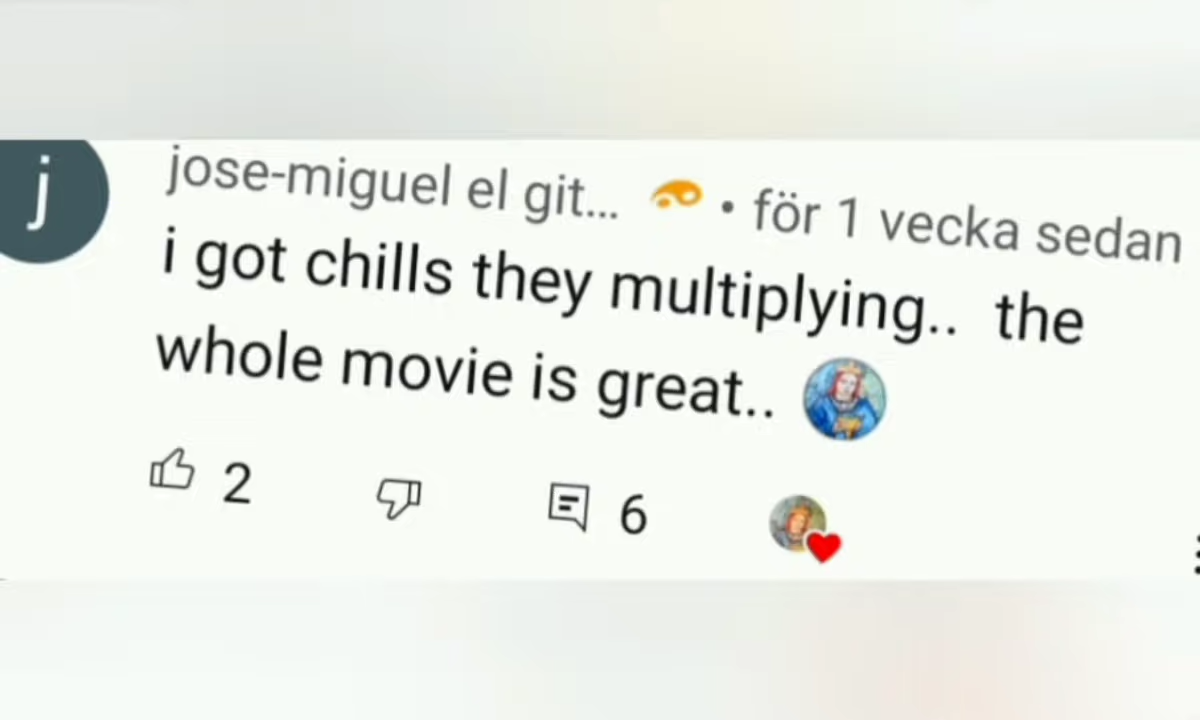 j
jose-miguel el git... • för 1 vecka sedan
i got chills they multiplying.. the
whole movie is great..
2 6